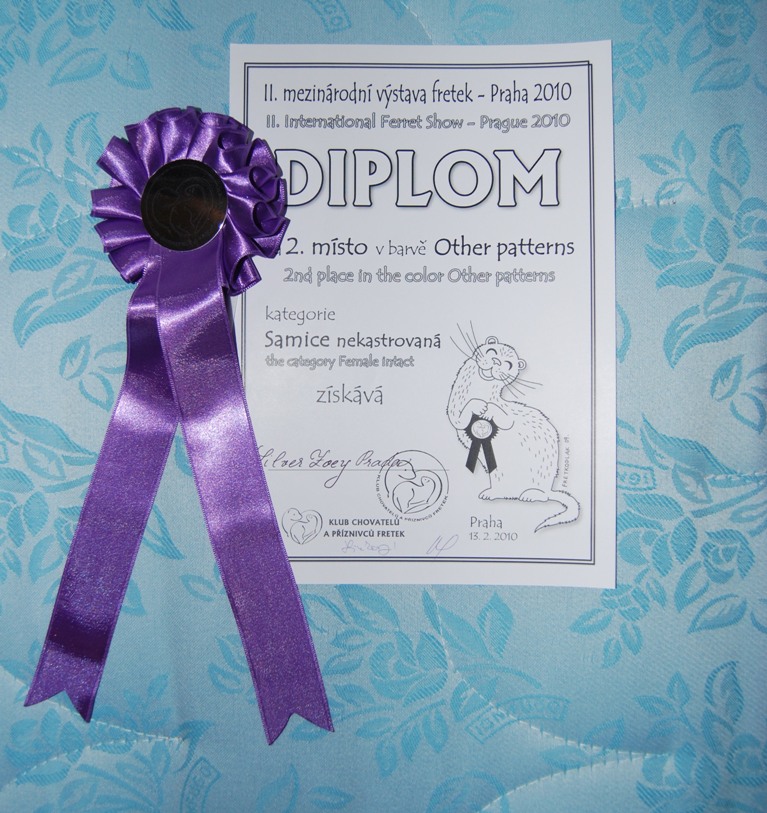 II. mezinárodní výstava fretek - Praha 2010
II. International Ferret Show - Prague 2010
DIPLOM
2. místo v barvě Other patterns
2nd place in the color Other patterns
kategorie
Samice nekastrovaná
the category Female intact
získává
Silver Zoey Praha
KLUB CHOVATELŮ
A PŘÍZNIVCŮ FRETEK
Praha
13. 2. 2010